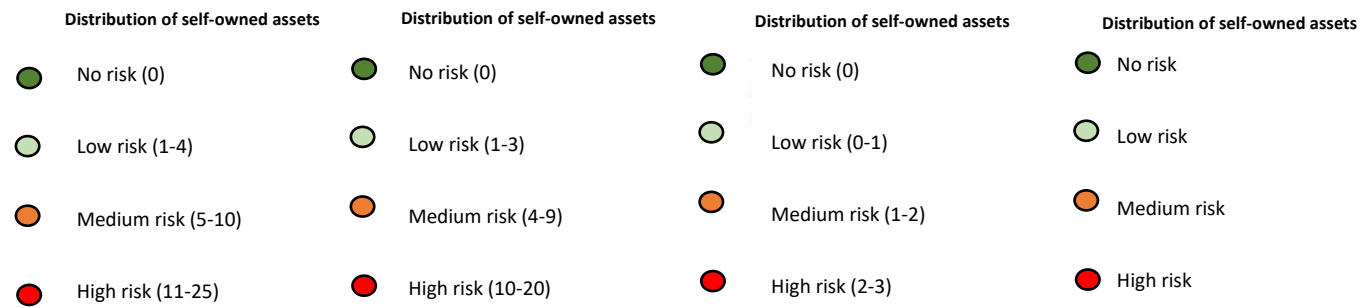 Distribution of self-owned assets
No risk (0)
Low risk (1-4)
Medium risk (5-10)
High risk (11-25)
Distribution of self-owned assets
No risk (0)
Low risk (1-3)
Medium risk (4-9)
High risk (10-20)
Distribution of self-owned assets
No risk (0)
Low risk (0-1)
Medium risk (1-2)
High risk (2-3)
Distribution of self-owned assets
No risk
Low risk
Medium risk
High risk